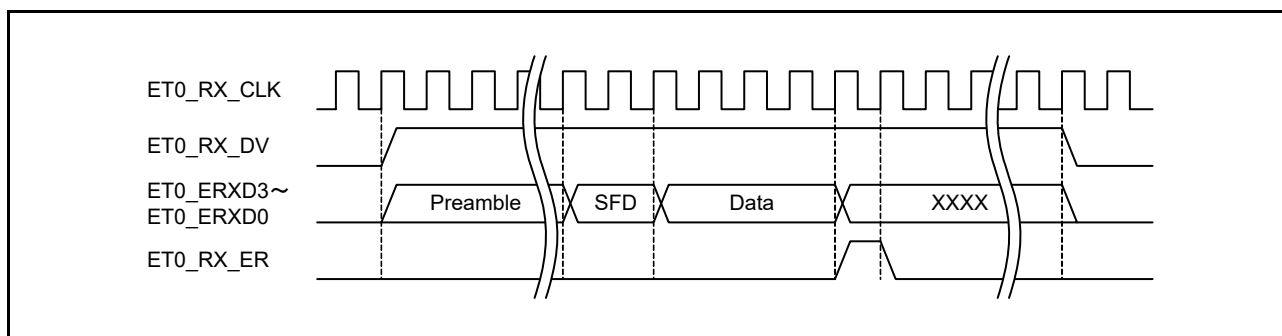 ET0_RX_CLK
ET0_RX_DV
ET0_ERXD3～
ET0_ERXD0
Preamble SFD Data XXXX
ET0_RX_ER